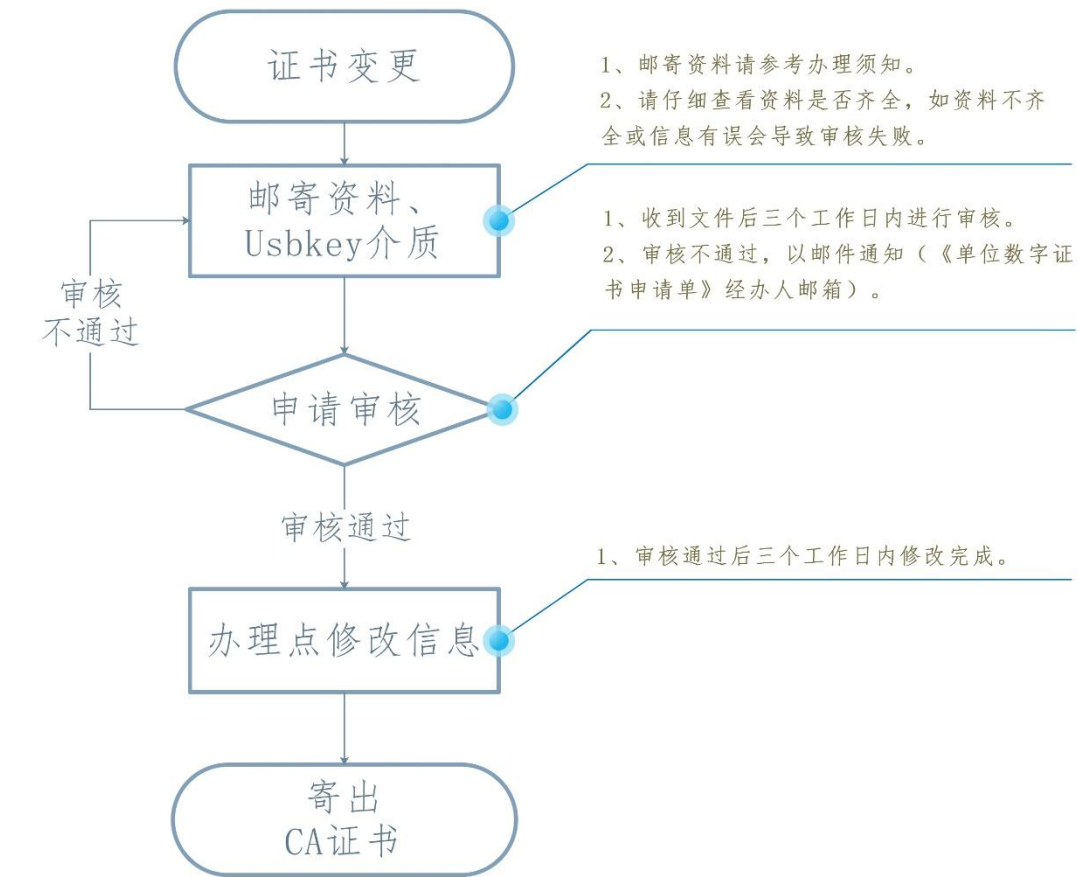 证书变更
1、邮寄资料请参考办理须知。
2、请仔细查看资料是否齐全，如资料不齐
全或信息有误会导致审核失败。
邮寄资料、
Usbkey介质
1、收到文件后三个工作日内进行审核。
2、审核不通过，以邮件通知（《单位数字证
书申请单》经办人邮箱）。
审核
不通过
申请审核
审核通过
1、审核通过后三个工作日内修改完成。
办理点修改信息
寄出
CA证书